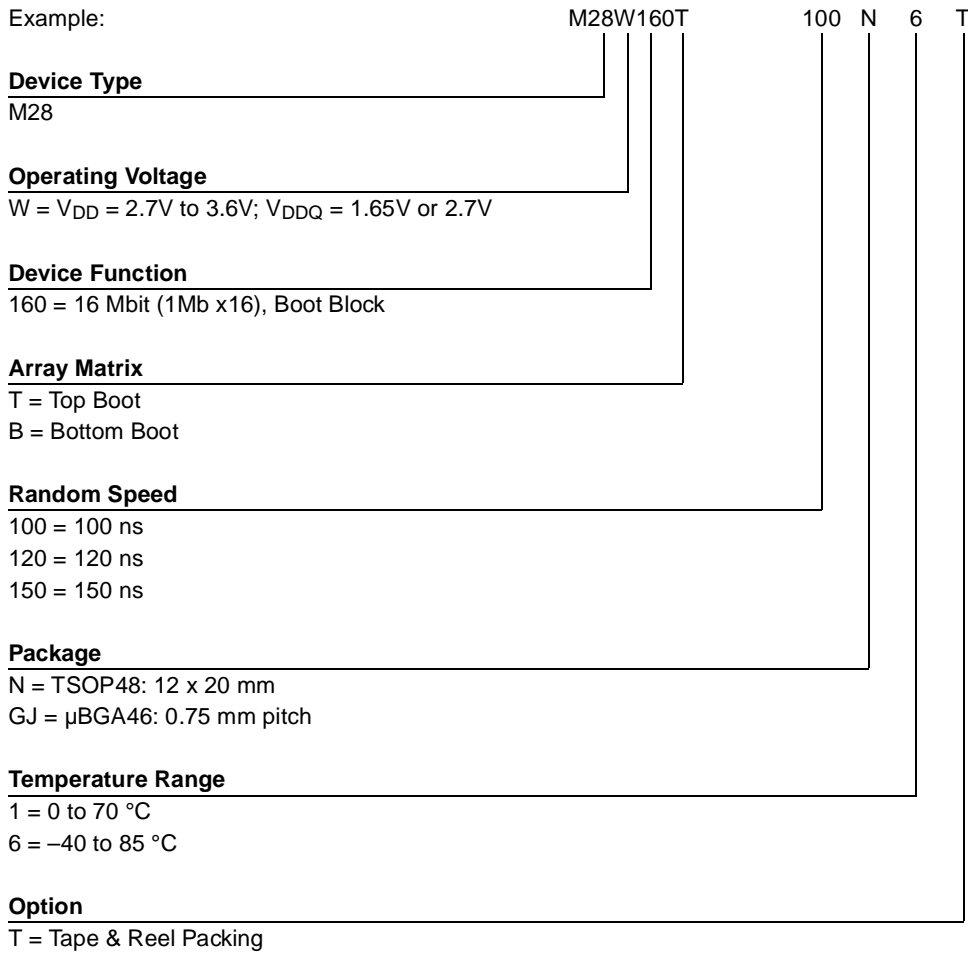 Example: M28W160T 100 N 6 T
Device Type
M28
Operating Voltage
W = VDD = 2.7V to 3.6V; VDDQ = 1.65V or 2.7V
Device Function
160 = 16 Mbit (1Mb x16), Boot Block
Array Matrix
T = Top Boot
B = Bottom Boot
Random Speed
100 = 100 ns
120 = 120 ns
150 = 150 ns
Package
N = TSOP48: 12 x 20 mm
GJ = µBGA46: 0.75 mm pitch
Temperature Range
1 = 0 to 70 °C
6 = –40 to 85 °C
Option
T = Tape & Reel Packing